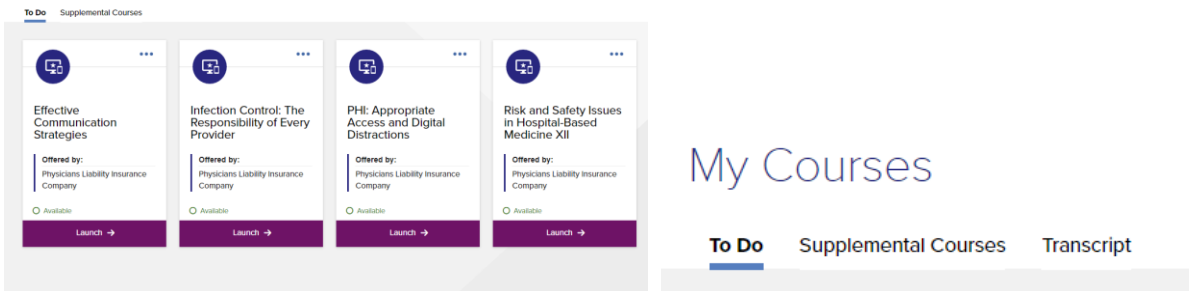 To Do Supplemental Courses
Effective
Communication
Strategies
Offered by:
Physicians Liability Insurance
Company
Available
Launch →
Infection Control: The
Responsibility of Every
Provider
Offered by:
Physicians Liability Insurance
Company
Available
Launch →
PHI: Appropriate
Access and Digital
Distractions
Offered by:
Physicians Liability Insurance
Company
Available
Launch →
Risk and Safety Issues
in Hospital-Based
Medicine XII
Offered by:
Physicians Liability Insurance
Company
Available
Launch →
My Courses
To Do Supplemental Courses Transcript